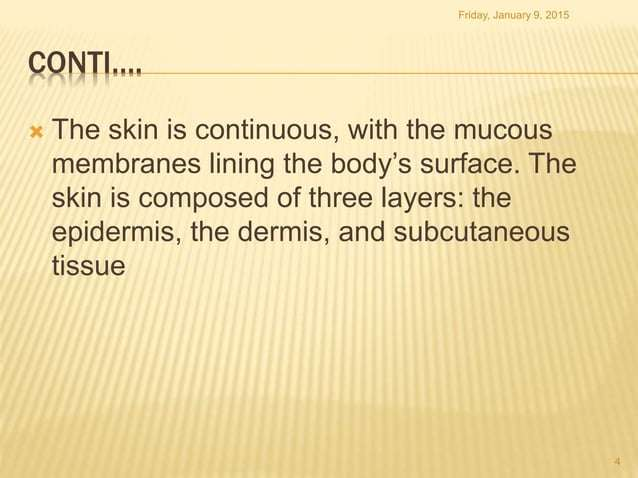 Friday, January 9, 2015
CONTI....
The skin is continuous, with the mucous
membranes lining the body’s surface. The
skin is composed of three layers: the
epidermis, the dermis, and subcutaneous
tissue
4